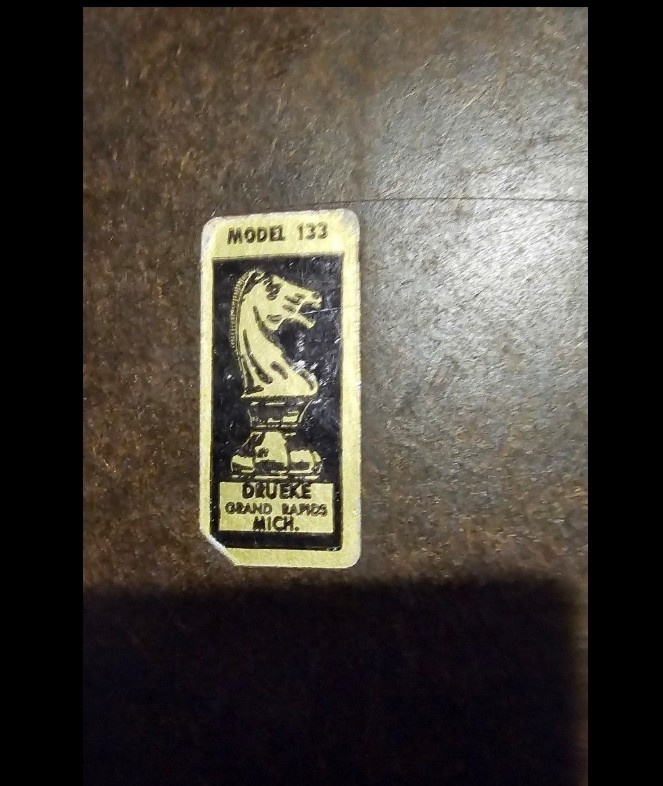 MODEL 133
DRUEKE
GRAND RAPIDS
MICH.